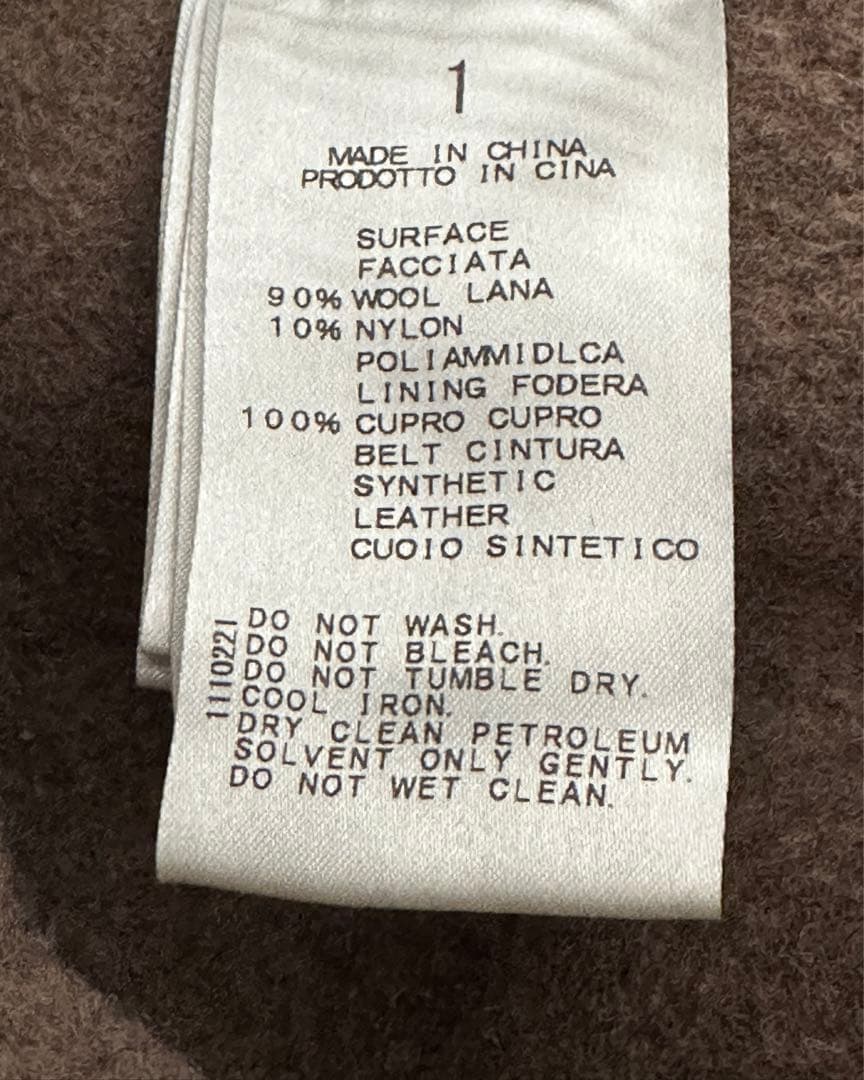 1
MADE IN CHINA
PRODOTTO IN CINA
SURFACE
FACCIATA
90% WOOL LANA
10% NYLON
POLIAMMIDLCA
LINING FODERA
100% CUPRO CUPRO
BELT CINTURA
SYNTHETIC
LEATHER
CUOIO SINTETICO
DO NOT WASH.
DO NOT BLEACH.
DO NOT TUMBLE DRY.
COOL IRON.
DRY CLEAN PETROLEUM
SOLVENT ONLY GENTLY.
DO NOT WET CLEAN.
1110221